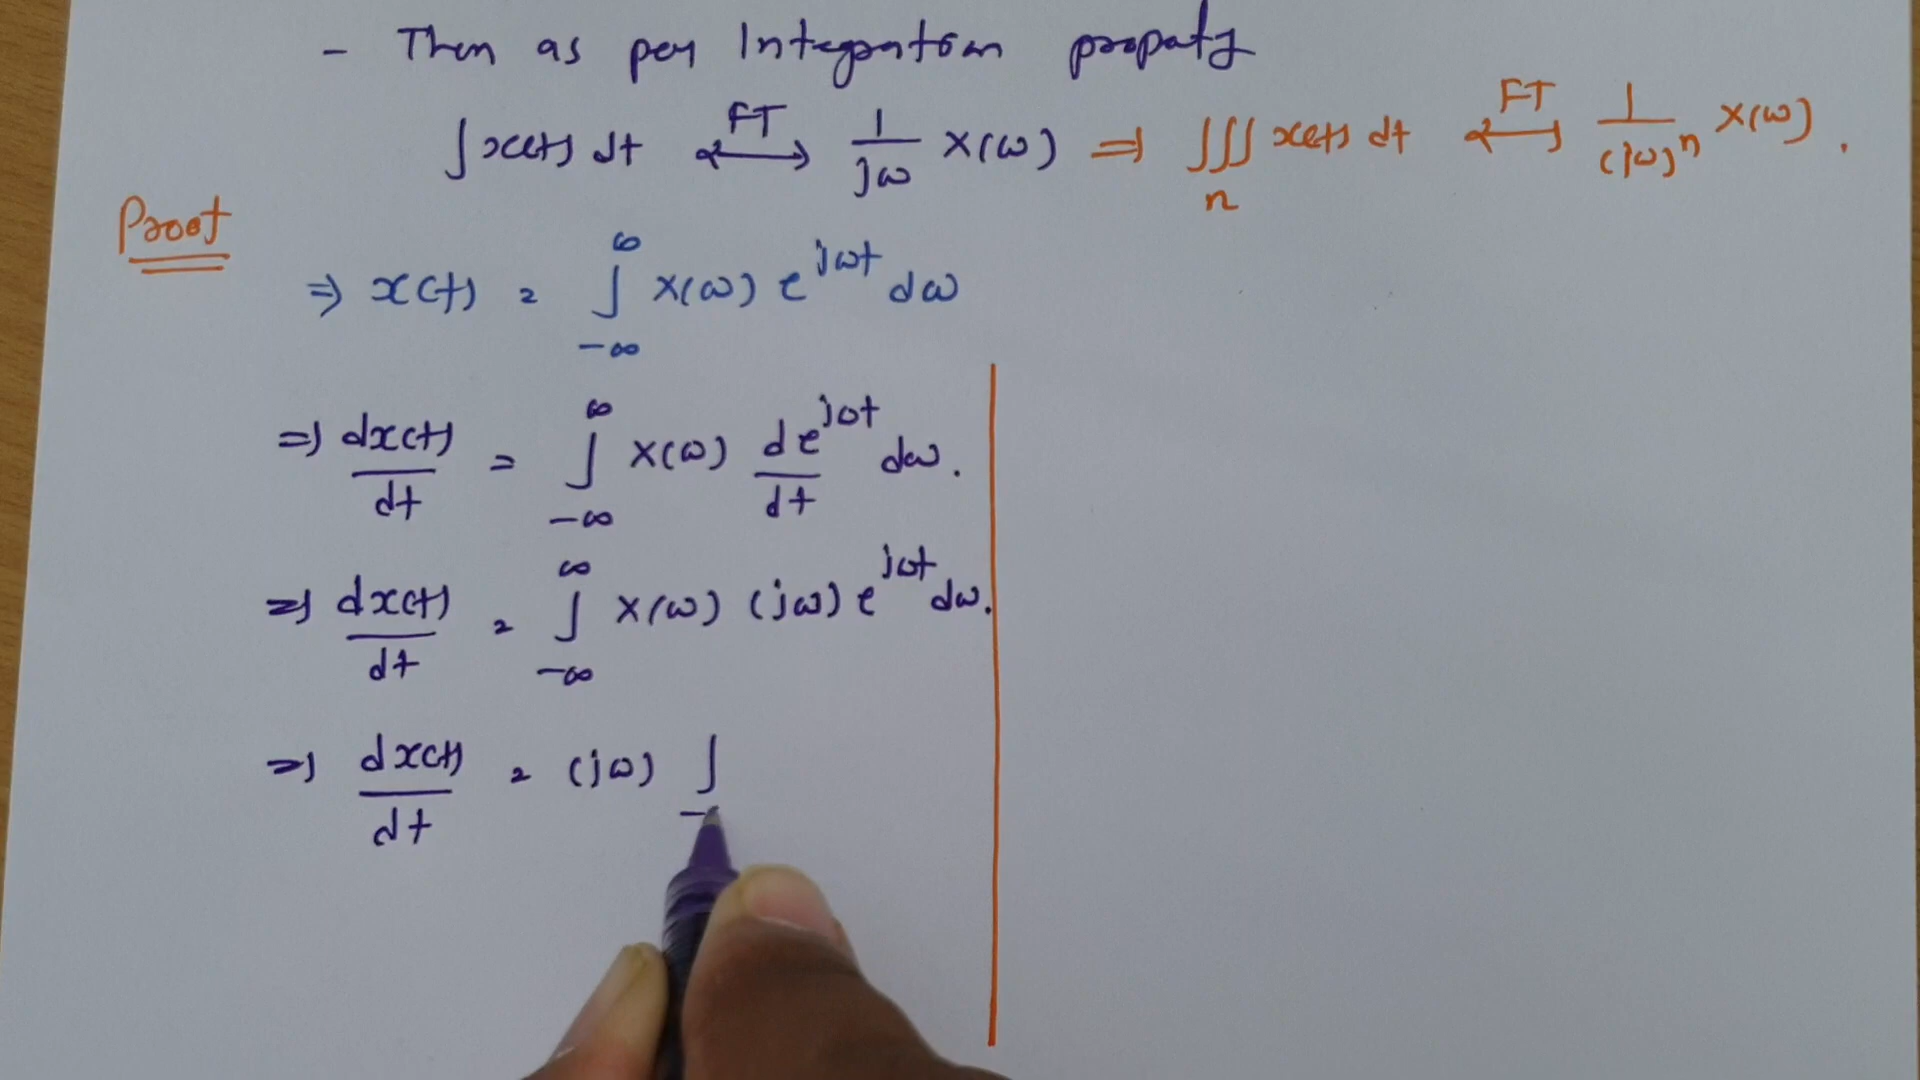 - Then as per Integration property
∫ x(t) dt ←FT→ 1/jω X(ω) ⇒ ∫∫∫ₙ x(t) dt ←FT→ 1/(jω)ⁿ X(ω).
Proof
⇒ x(t) = ∫_{-∞}^{∞} X(ω) e^{jωt} dω
⇒ dx(t)/dt = ∫_{-∞}^{∞} X(ω) de^{jωt}/dt dω.
⇒ dx(t)/dt = ∫_{-∞}^{∞} X(ω) (jω) e^{jωt} dω.
⇒ dx(t)/dt = (jω) ∫_{-